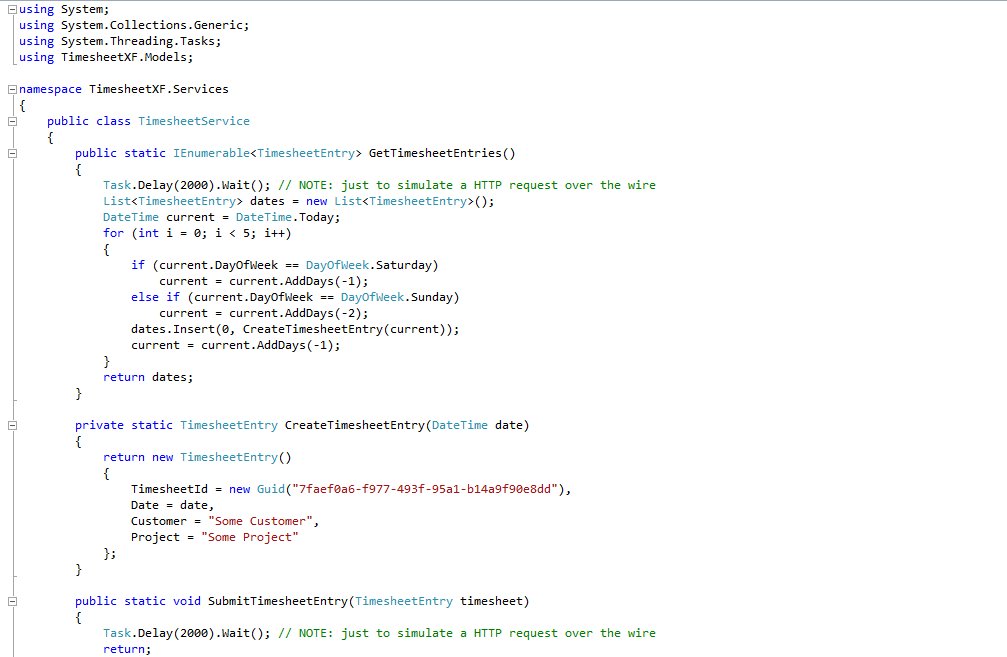 using System;
using System.Collections.Generic;
using System.Threading.Tasks;
using TimesheetXF.Models;
namespace TimesheetXF.Services
{
public class TimesheetService
{
public static IEnumerable<TimesheetEntry> GetTimesheetEntries()
{
Task.Delay(2000).Wait(); // NOTE: just to simulate a HTTP request over the wire
List<TimesheetEntry> dates = new List<TimesheetEntry>();
DateTime current = DateTime.Today;
for (int i = 0; i < 5; i++)
{
if (current.DayOfWeek == DayOfWeek.Saturday)
current = current.AddDays(-1);
else if (current.DayOfWeek == DayOfWeek.Sunday)
current = current.AddDays(-2);
dates.Insert(0, CreateTimesheetEntry(current));
current = current.AddDays(-1);
}
return dates;
}
private static TimesheetEntry CreateTimesheetEntry(DateTime date)
{
return new TimesheetEntry()
{
TimesheetId = new Guid("7faef0a6-f977-493f-95a1-b14a9f90e8dd"),
Date = date,
Customer = "Some Customer",
Project = "Some Project"
};
}
public static void SubmitTimesheetEntry(TimesheetEntry timesheet)
{
Task.Delay(2000).Wait(); // NOTE: just to simulate a HTTP request over the wire
return;